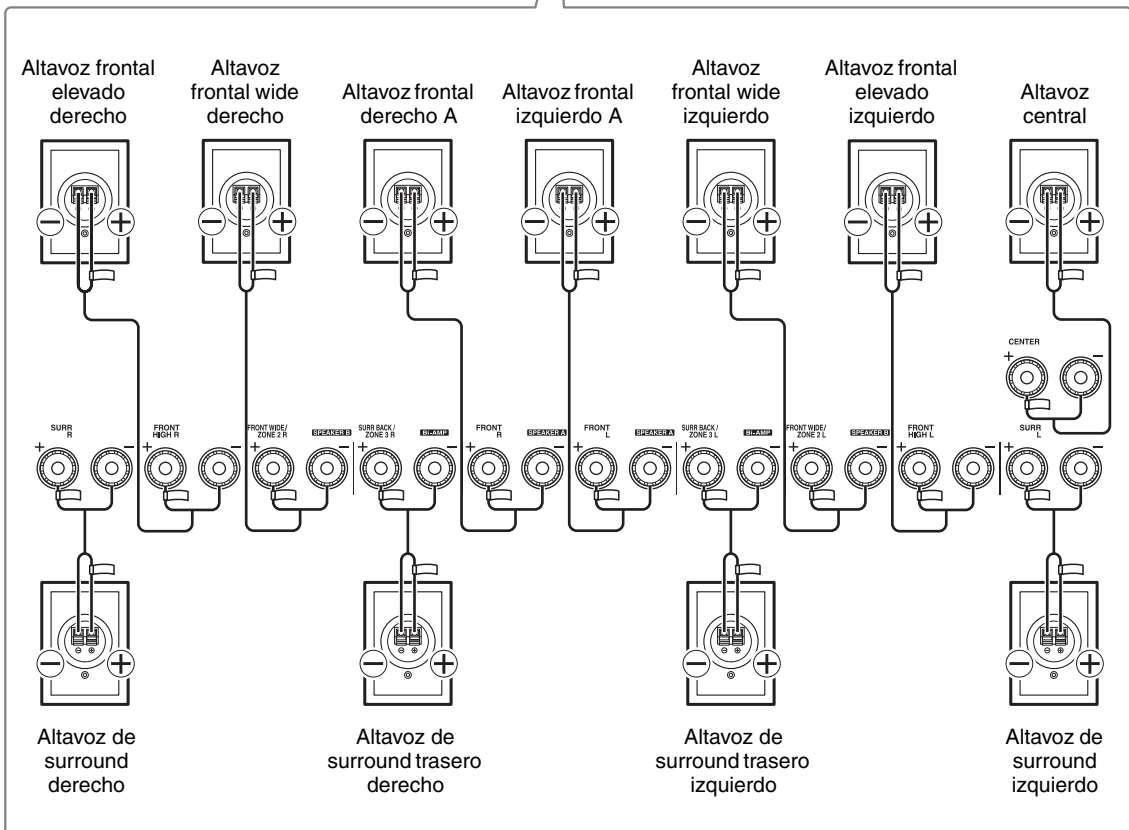 Altavoz frontal
elevado
derecho
Altavoz
frontal wide
derecho
Altavoz frontal
derecho A
Altavoz frontal
izquierdo A
Altavoz
frontal wide
izquierdo
Altavoz frontal
elevado
izquierdo
Altavoz
central
CENTER
+ −
SURR
R
+ −
FRONT
HIGH R
+ −
FRONT WIDE/
ZONE 2 R
SPEAKER B
+ −
SURR BACK/
ZONE 3 R
BI-AMP
+ −
FRONT
R
SPEAKER A
+ −
FRONT
L
SPEAKER A
+ −
SURR BACK/
ZONE 3 L
BI-AMP
+ −
FRONT WIDE/
ZONE 2 L
SPEAKER B
+ −
FRONT
HIGH L
+ −
SURR
L
+ −
Altavoz de
surround
derecho
Altavoz de
surround trasero
derecho
Altavoz de
surround trasero
izquierdo
Altavoz de
surround
izquierdo